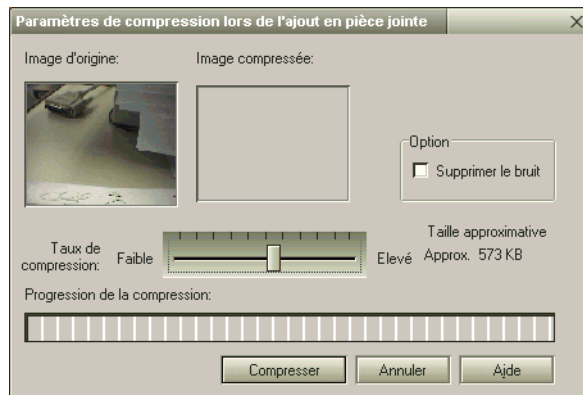 Paramètres de compression lors de l'ajout en pièce jointe
Image d'origine:
Image compressée:
Option
Supprimer le bruit
Taux de
compression:
Faible
Elevé
Taille approximative
Approx. 573 KB
Progression de la compression:
Compresser
Annuler
Aide